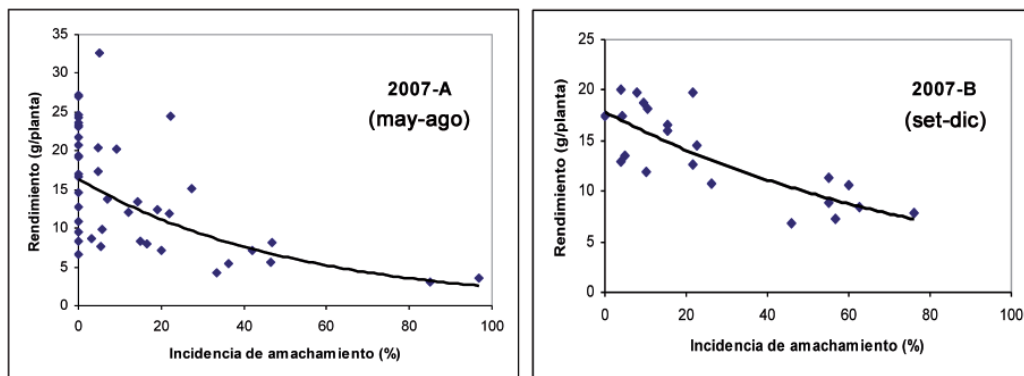 2007-A
(may-ago)
Rendimiento (g/planta)
35
30
25
20
15
10
5
0
0 20 40 60 80 100
Incidencia de amachamiento (%)
2007-B
(set-dic)
Rendimiento (g/planta)
25
20
15
10
5
0
0 20 40 60 80 100
Incidencia de amachamiento (%)